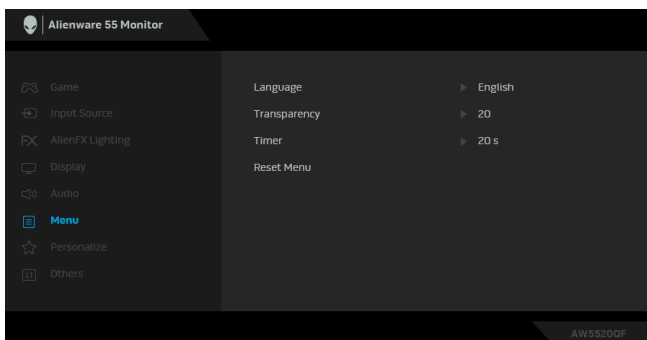 Alienware 55 Monitor
Game
Language English
Input Source
Transparency 20
FX AlienFX Lighting
Timer 20 s
Display
Reset Menu
Audio
Menu
Personalize
Others
AW5520QF